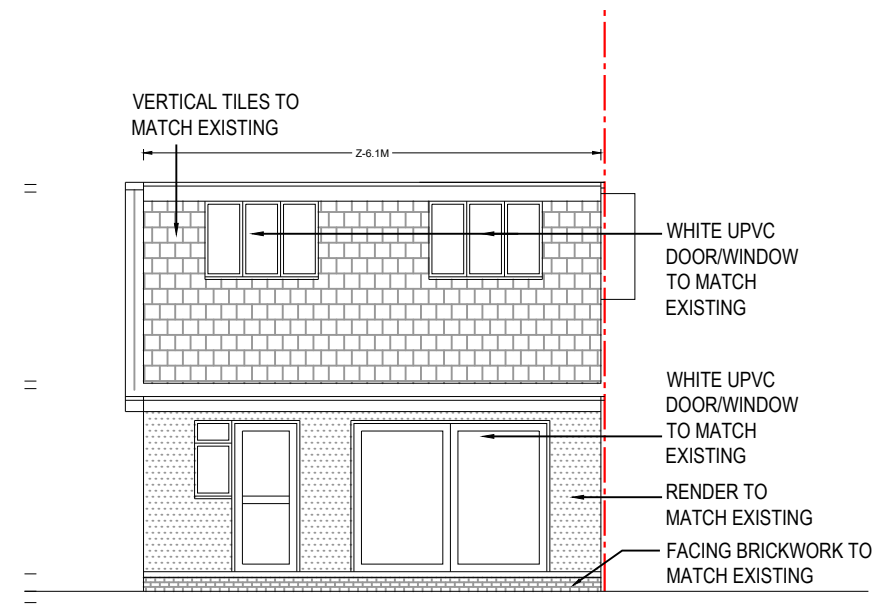 VERTICAL TILES TO
MATCH EXISTING
Z-6.1M
WHITE UPVC
DOOR/WINDOW
TO MATCH
EXISTING
WHITE UPVC
DOOR/WINDOW
TO MATCH
EXISTING
RENDER TO
MATCH EXISTING
FACING BRICKWORK TO
MATCH EXISTING